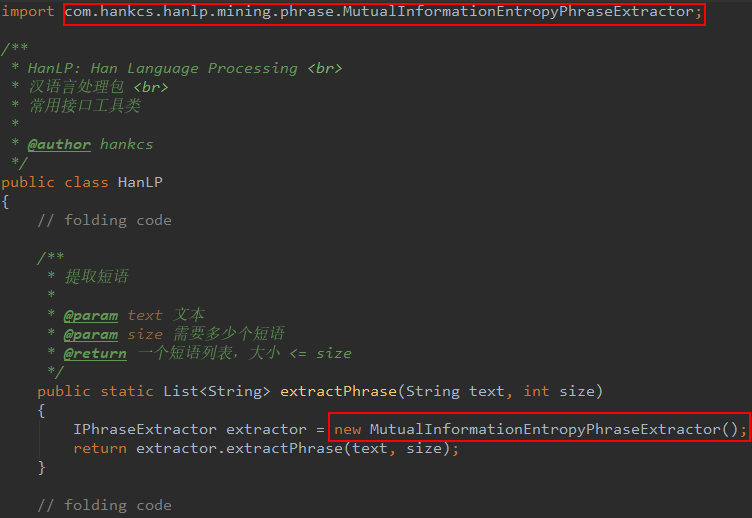 import com.hankcs.hanlp.mining.phrase.MutualInformationEntropyPhraseExtractor;
/**
 * HanLP: Han Language Processing <br>
 * 汉语言处理包 <br>
 * 常用接口工具类
 *
 * @author hankcs
 */
public class HanLP
{
    // folding code
    /**
     * 提取短语
     *
     * @param text 文本
     * @param size 需要多少个短语
     * @return 一个短语列表，大小 <= size
     */
    public static List<String> extractPhrase(String text, int size)
    {
        IPhraseExtractor extractor = new MutualInformationEntropyPhraseExtractor();
        return extractor.extractPhrase(text, size);
    }
    // folding code